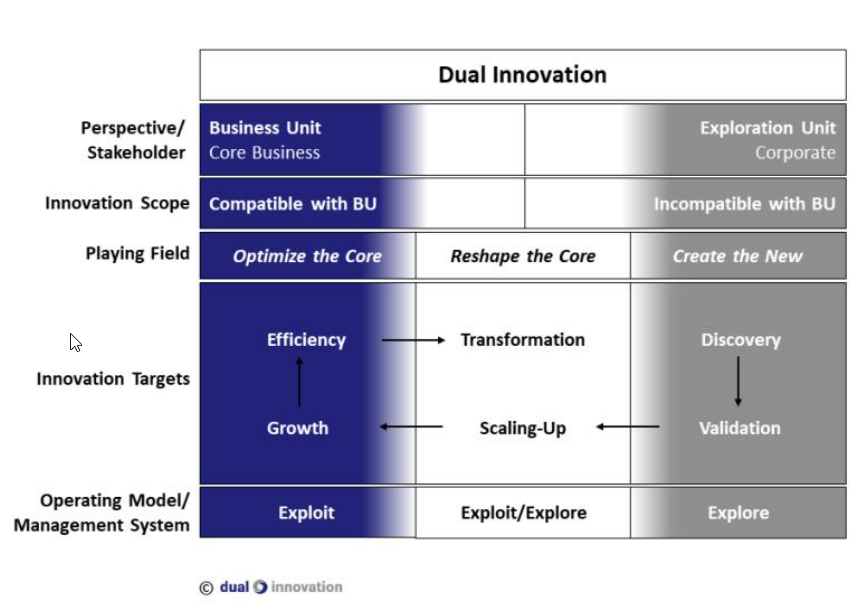 Dual Innovation
Perspective/
Stakeholder
Business Unit
Core Business
Exploration Unit
Corporate
Innovation Scope
Compatible with BU
Incompatible with BU
Playing Field
Optimize the Core
Reshape the Core
Create the New
Innovation Targets
Efficiency
Transformation
Discovery
Growth
Scaling-Up
Validation
Operating Model/
Management System
Exploit
Exploit/Explore
Explore
© dual innovation